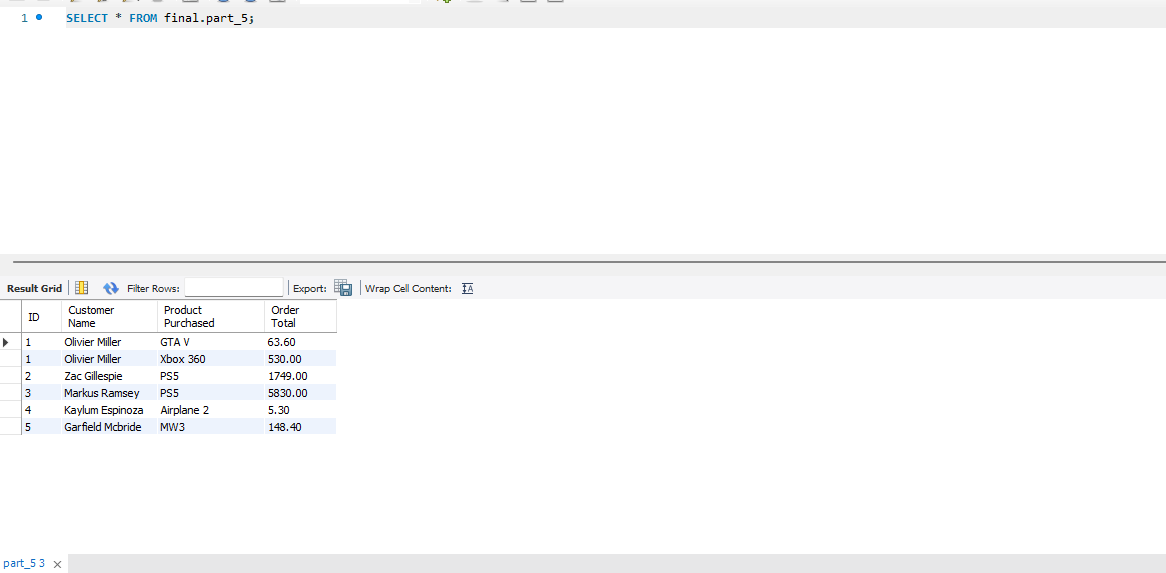 1 SELECT * FROM final.part_5;
Result Grid Filter Rows: Export: Wrap Cell Content:
ID Customer Name Product Purchased Order Total
1 Olivier Miller GTA V 63.60
1 Olivier Miller Xbox 360 530.00
2 Zac Gillespie PS5 1749.00
3 Markus Ramsey PS5 5830.00
4 Kaylum Espinoza Airplane 2 5.30
5 Garfield Mcbride MW3 148.40
part_5 3